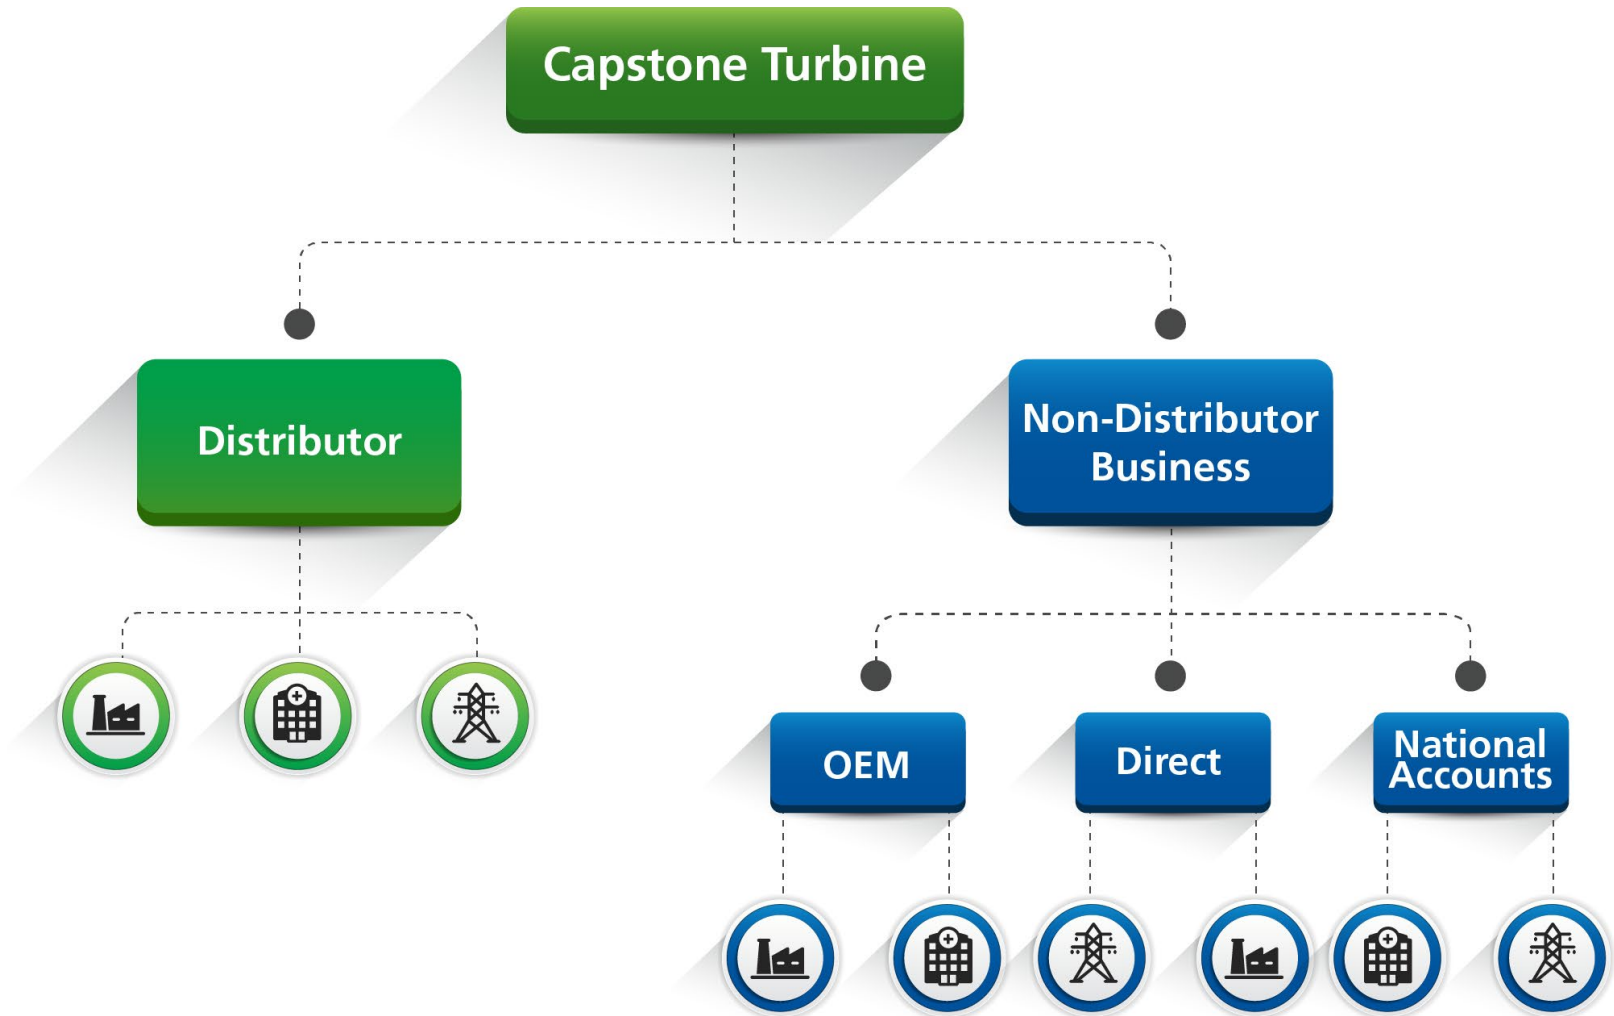 Capstone Turbine
Distributor
Non-Distributor
Business
OEM
Direct
National
Accounts